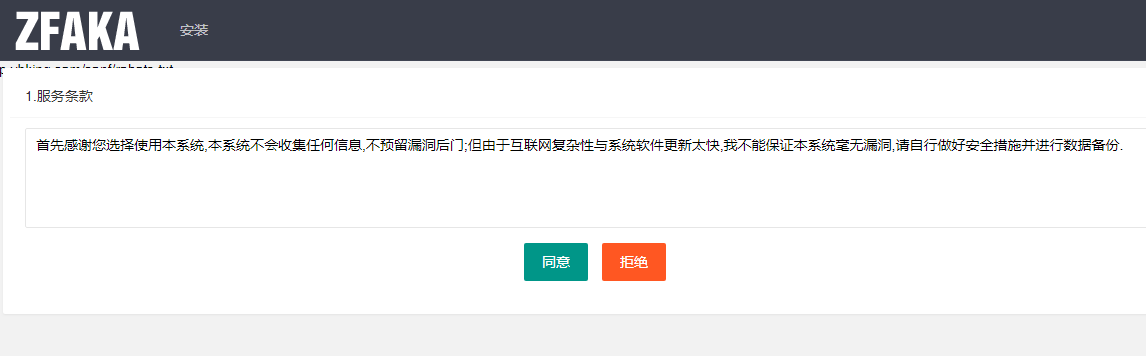 ZFAKA
安装
1.服务条款
首先感谢您选择使用本系统,本系统不会收集任何信息,不预留漏洞后门;但由于互联网复杂性与系统软件更新太快,我不能保证本系统毫无漏洞,请自行做好安全措施并进行数据备份.
同意
拒绝